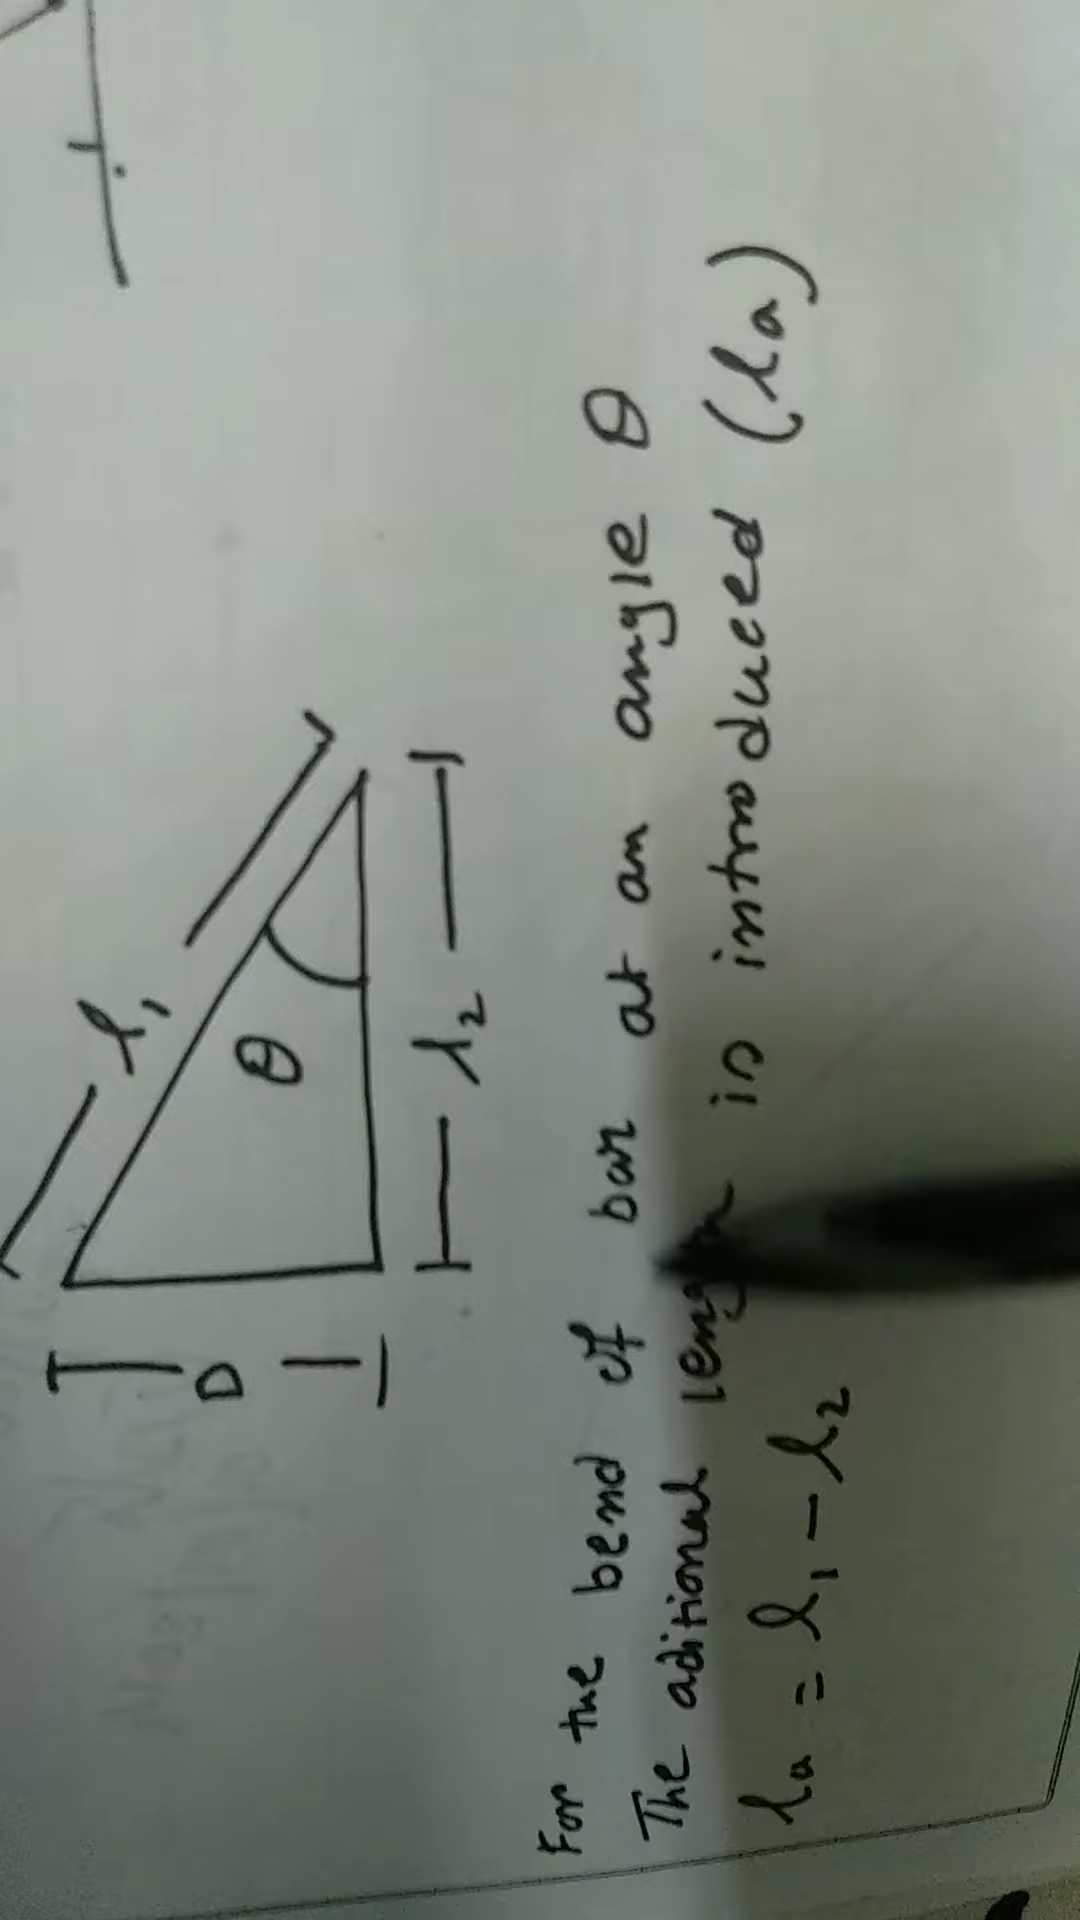 l₁
θ
D
l₂
For the bend of bar at an angle θ
The aditional length is introduced (la)
la = l₁ - l₂